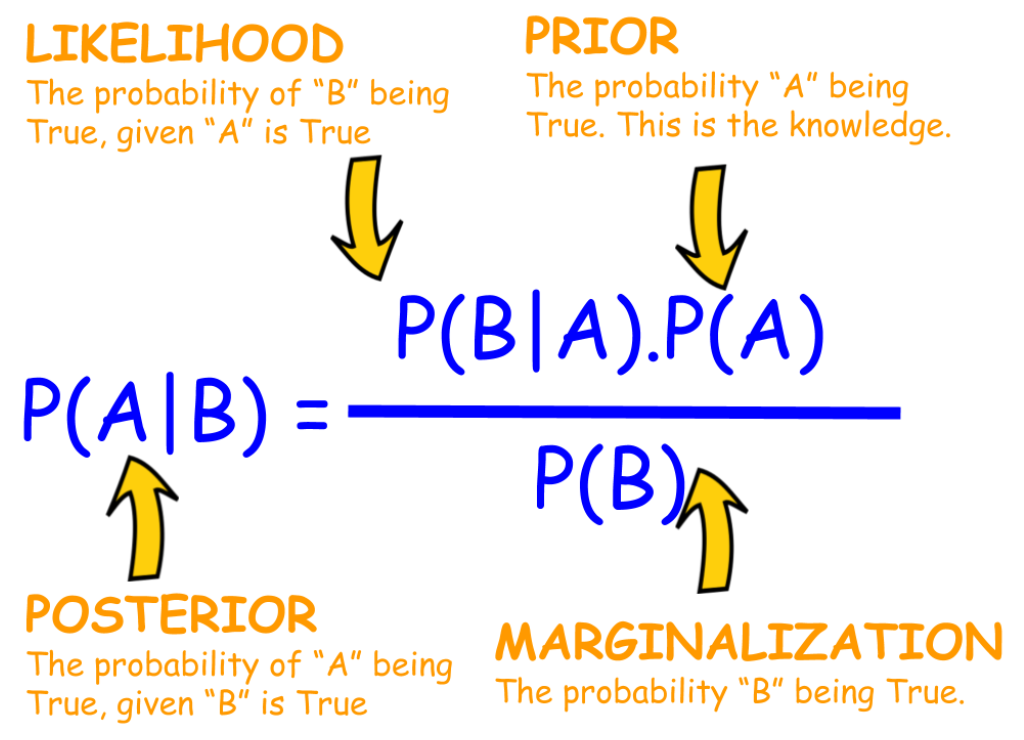 LIKELIHOOD
The probability of “B” being
True, given “A” is True
PRIOR
The probability “A” being
True. This is the knowledge.
P(B|A).P(A)
P(A|B) =
P(B)
POSTERIOR
The probability of “A” being
True, given “B” is True
MARGINALIZATION
The probability “B” being True.